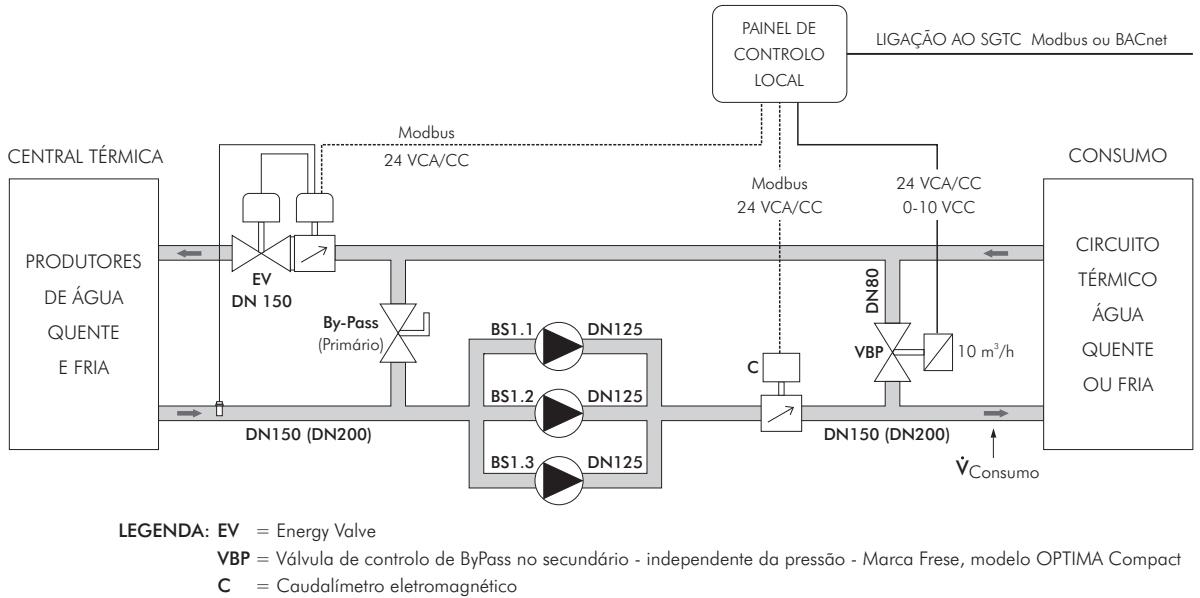 PAINEL DE
CONTROLO
LOCAL
LIGAÇÃO AO SGTC Modbus ou BACnet
Modbus
24 VCA/CC
CENTRAL TÉRMICA
CONSUMO
Modbus
24 VCA/CC
24 VCA/CC
0-10 VCC
PRODUTORES
DE ÁGUA
QUENTE
E FRIA
EV
DN 150
By-Pass
(Primário)
BS1.1
DN125
BS1.2
DN125
BS1.3
DN125
C
DN80
VBP
10 m³/h
CIRCUITO
TÉRMICO
ÁGUA
QUENTE
OU FRIA
DN150 (DN200)
DN150 (DN200)
V̇Consumo
LEGENDA: EV = Energy Valve
VBP = Válvula de controlo de ByPass no secundário - independente da pressão - Marca Frese, modelo OPTIMA Compact
C = Caudalímetro eletromagnético